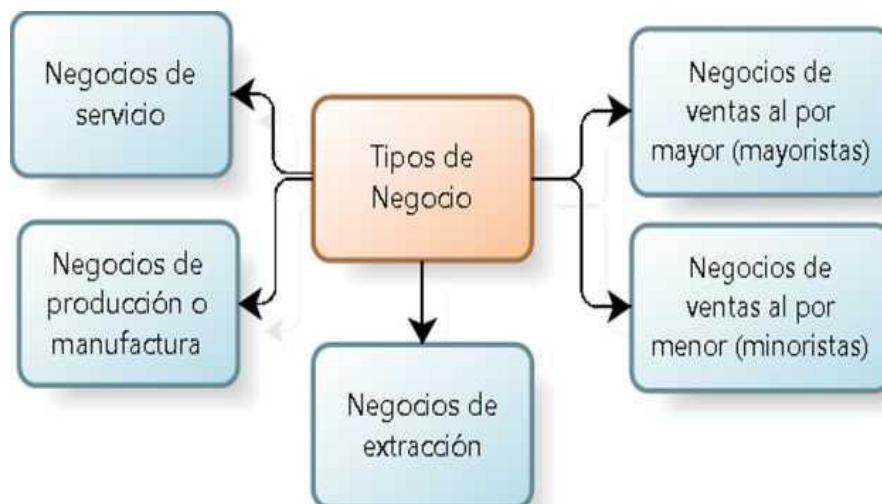 Negocios de
servicio
Negocios de
producción o
manufactura
Tipos de
Negocio
Negocios de
extracción
Negocios de
ventas al por
mayor (mayoristas)
Negocios de
ventas al por
menor (minoristas)